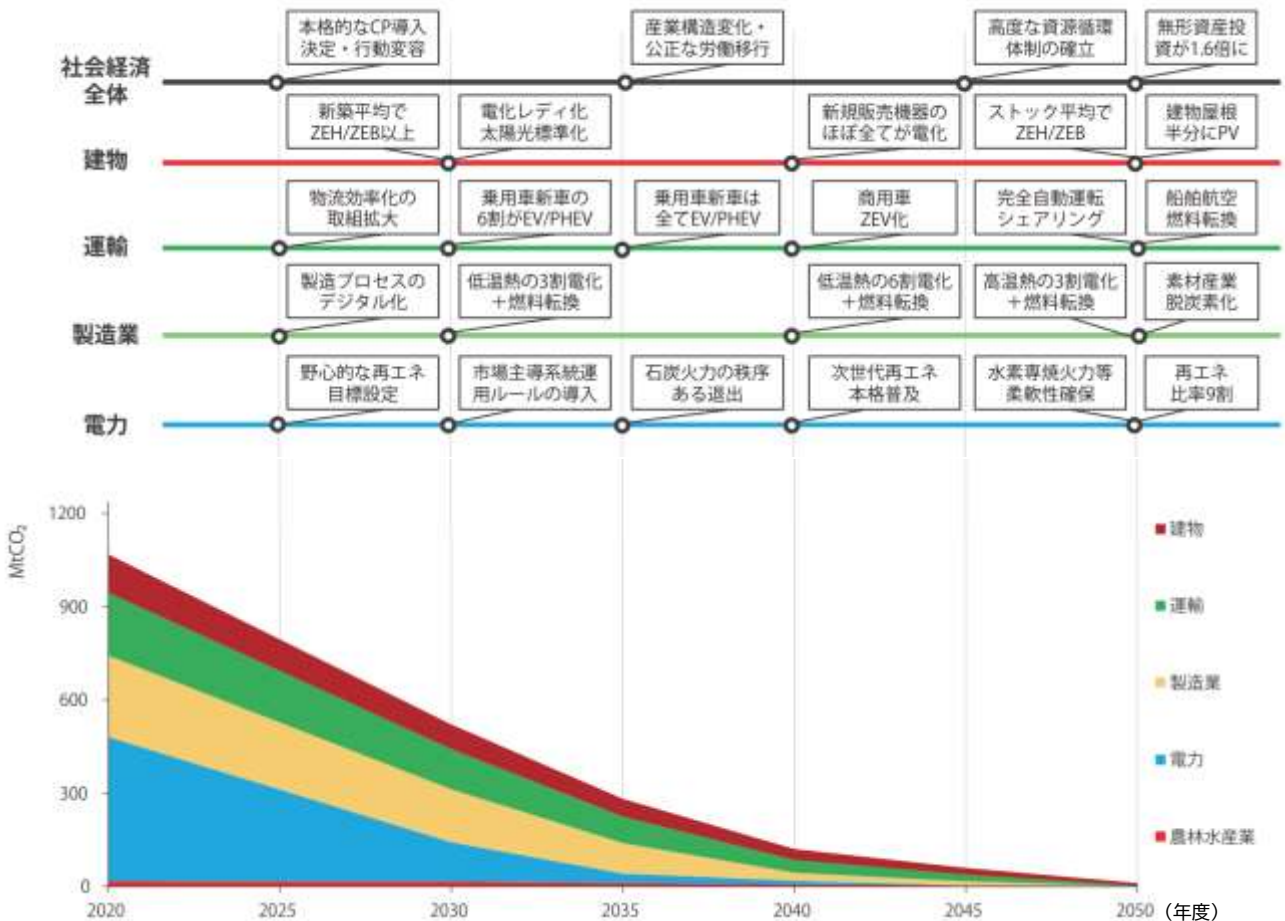 本格的なCP導入
決定・行動変容
産業構造変化・
公正な労働移行
高度な資源循環
体制の確立
無形資産投
資が1.6倍に
社会経済
全体
新築平均で
ZEH/ZEB以上
電化レディ化
太陽光標準化
新規販売機器の
ほぼ全てが電化
ストック平均で
ZEH/ZEB
建物屋根
半分にPV
建物
物流効率化の
取組拡大
乗用車新車の
6割がEV/PHEV
乗用車新車は
全てEV/PHEV
商用車
ZEV化
完全自動運転
シェアリング
船舶航空
燃料転換
運輸
製造プロセスの
デジタル化
低温熱の3割電化
＋燃料転換
低温熱の6割電化
＋燃料転換
高温熱の3割電化
＋燃料転換
素材産業
脱炭素化
製造業
野心的な再エネ
目標設定
市場主導系統運
用ルールの導入
石炭火力の秩序
ある退出
次世代再エネ
本格普及
水素専焼火力等
柔軟性確保
再エネ
比率9割
電力
MtCO₂
1200
900
600
300
0
2020
2025
2030
2035
2040
2045
2050
(年度)
建物
運輸
製造業
電力
農林水産業